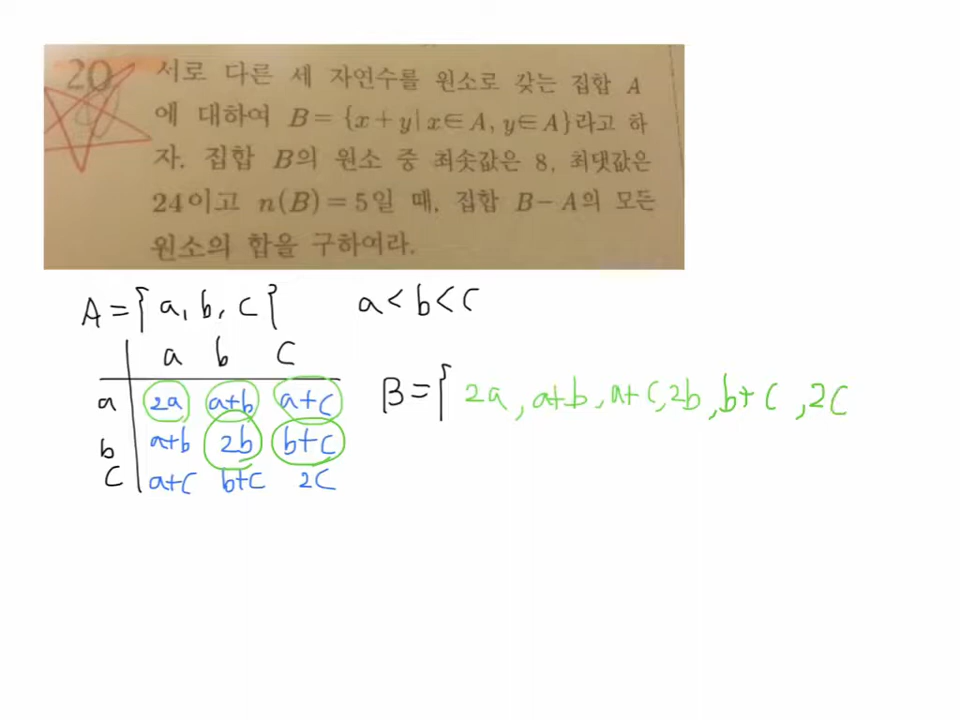 20 서로 다른 세 자연수를 원소로 갖는 집합 A
에 대하여 B={x+y|x∈A, y∈A}라고 하
자. 집합 B의 원소 중 최솟값은 8, 최댓값은
24이고 n(B)=5일 때, 집합 B-A의 모든
원소의 합을 구하여라.
A={a, b, c} a<b<c
a b c
a 2a a+b a+c
B={ 2a, a+b, a+c, 2b, b+c, 2c
b a+b 2b b+c
c a+c b+c 2c